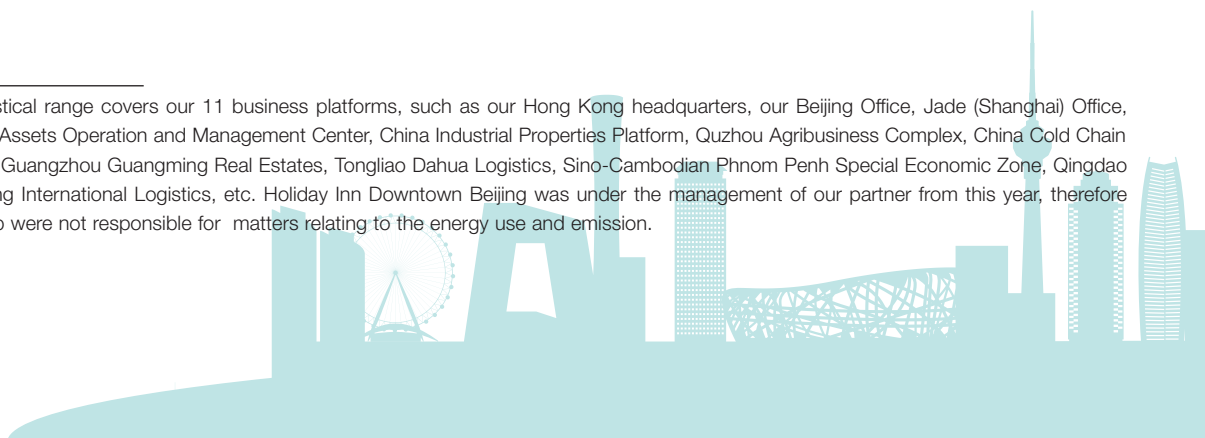 stical range covers our 11 business platforms, such as our Hong Kong headquarters, our Beijing Office, Jade (Shanghai) Office,
Assets Operation and Management Center, China Industrial Properties Platform, Quzhou Agribusiness Complex, China Cold Chain
Guangzhou Guangming Real Estates, Tongliao Dahua Logistics, Sino-Cambodian Phnom Penh Special Economic Zone, Qingdao
ng International Logistics, etc. Holiday Inn Downtown Beijing was under the management of our partner from this year, therefore
o were not responsible for matters relating to the energy use and emission.